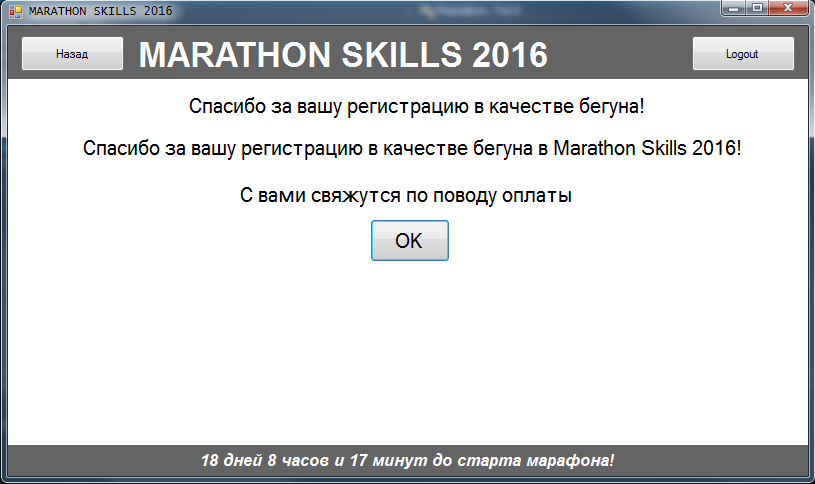 MARATHON SKILLS 2016
Назад
MARATHON SKILLS 2016
Logout
Спасибо за вашу регистрацию в качестве бегуна!
Спасибо за вашу регистрацию в качестве бегуна в Marathon Skills 2016!
С вами свяжутся по поводу оплаты
OK
18 дней 8 часов и 17 минут до старта марафона!